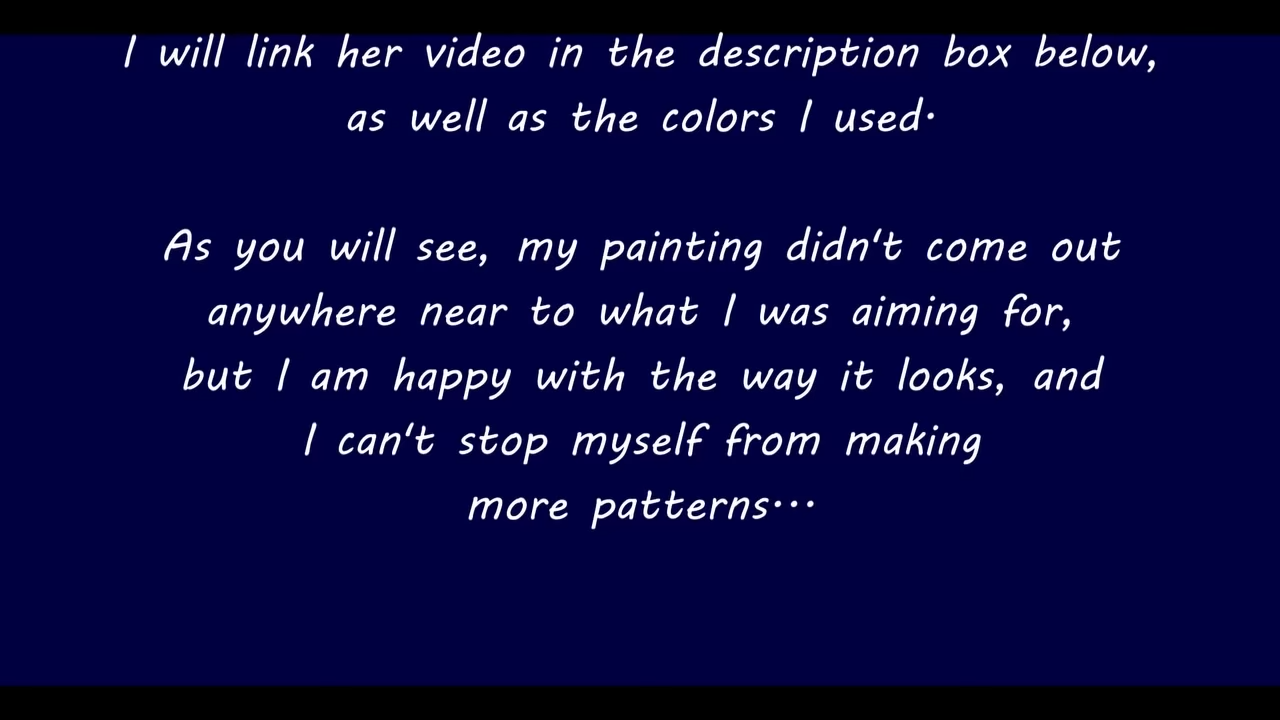 I will link her video in the description box below,
as well as the colors I used.
As you will see, my painting didn't come out
anywhere near to what I was aiming for,
but I am happy with the way it looks, and
I can't stop myself from making
more patterns...